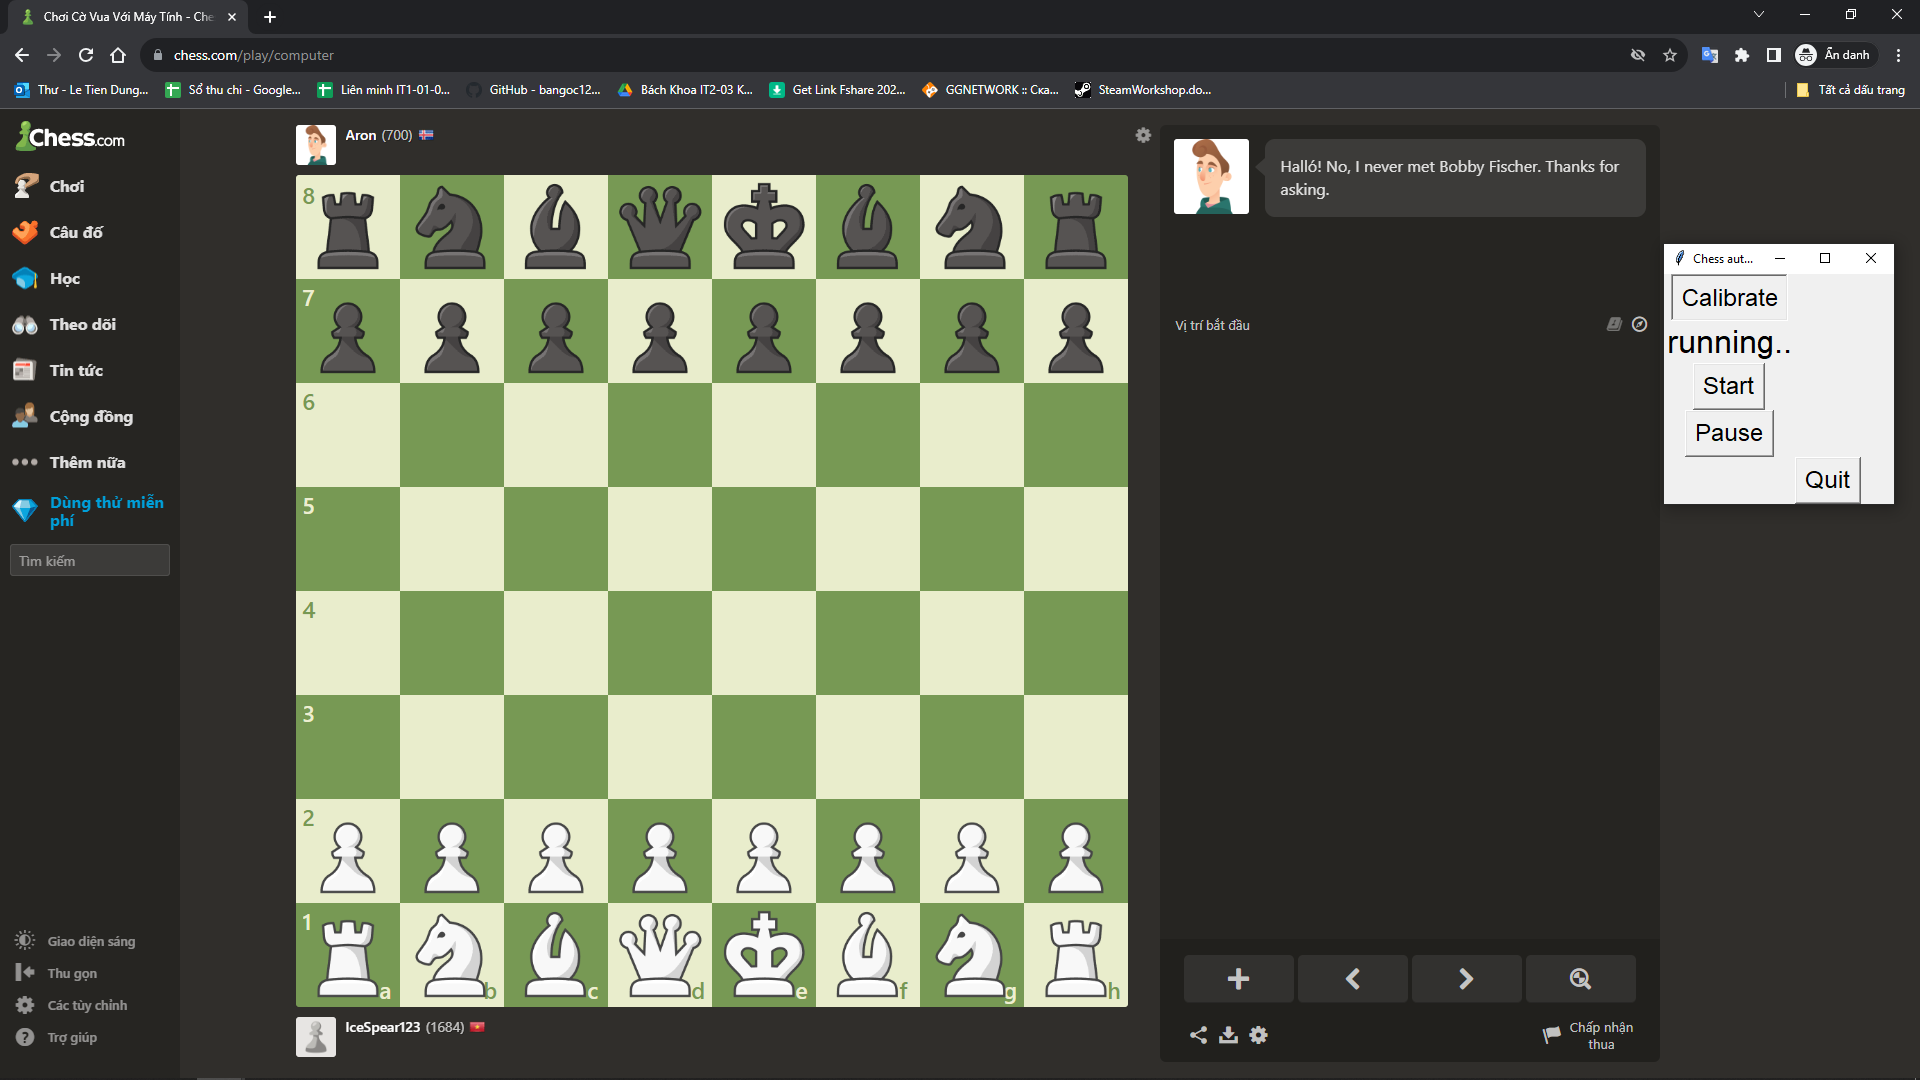 Chơi Cờ Vua Với Máy Tính - Che
chess.com/play/computer
Ẩn danh
Thư - Le Tien Dung...
Sổ thu chi - Google...
Liên minh IT1-01-0...
GitHub - bangoc12...
Bách Khoa IT2-03 K...
Get Link Fshare 202...
GGNETWORK :: Ска...
SteamWorkshop.do...
Tất cả dấu trang
Chess.com
Chơi
Câu đố
Học
Theo dõi
Tin tức
Cộng đồng
Thêm nữa
Dùng thử miễn
phí
Tìm kiếm
Giao diện sáng
Thu gọn
Các tùy chỉnh
Trợ giúp
Aron (700)
8
7
6
5
4
3
2
1
a b c d e f g h
IceSpear123 (1684)
Halló! No, I never met Bobby Fischer. Thanks for
asking.
Vị trí bắt đầu
Chấp nhận
thua
Chess aut...
Calibrate
running..
Start
Pause
Quit